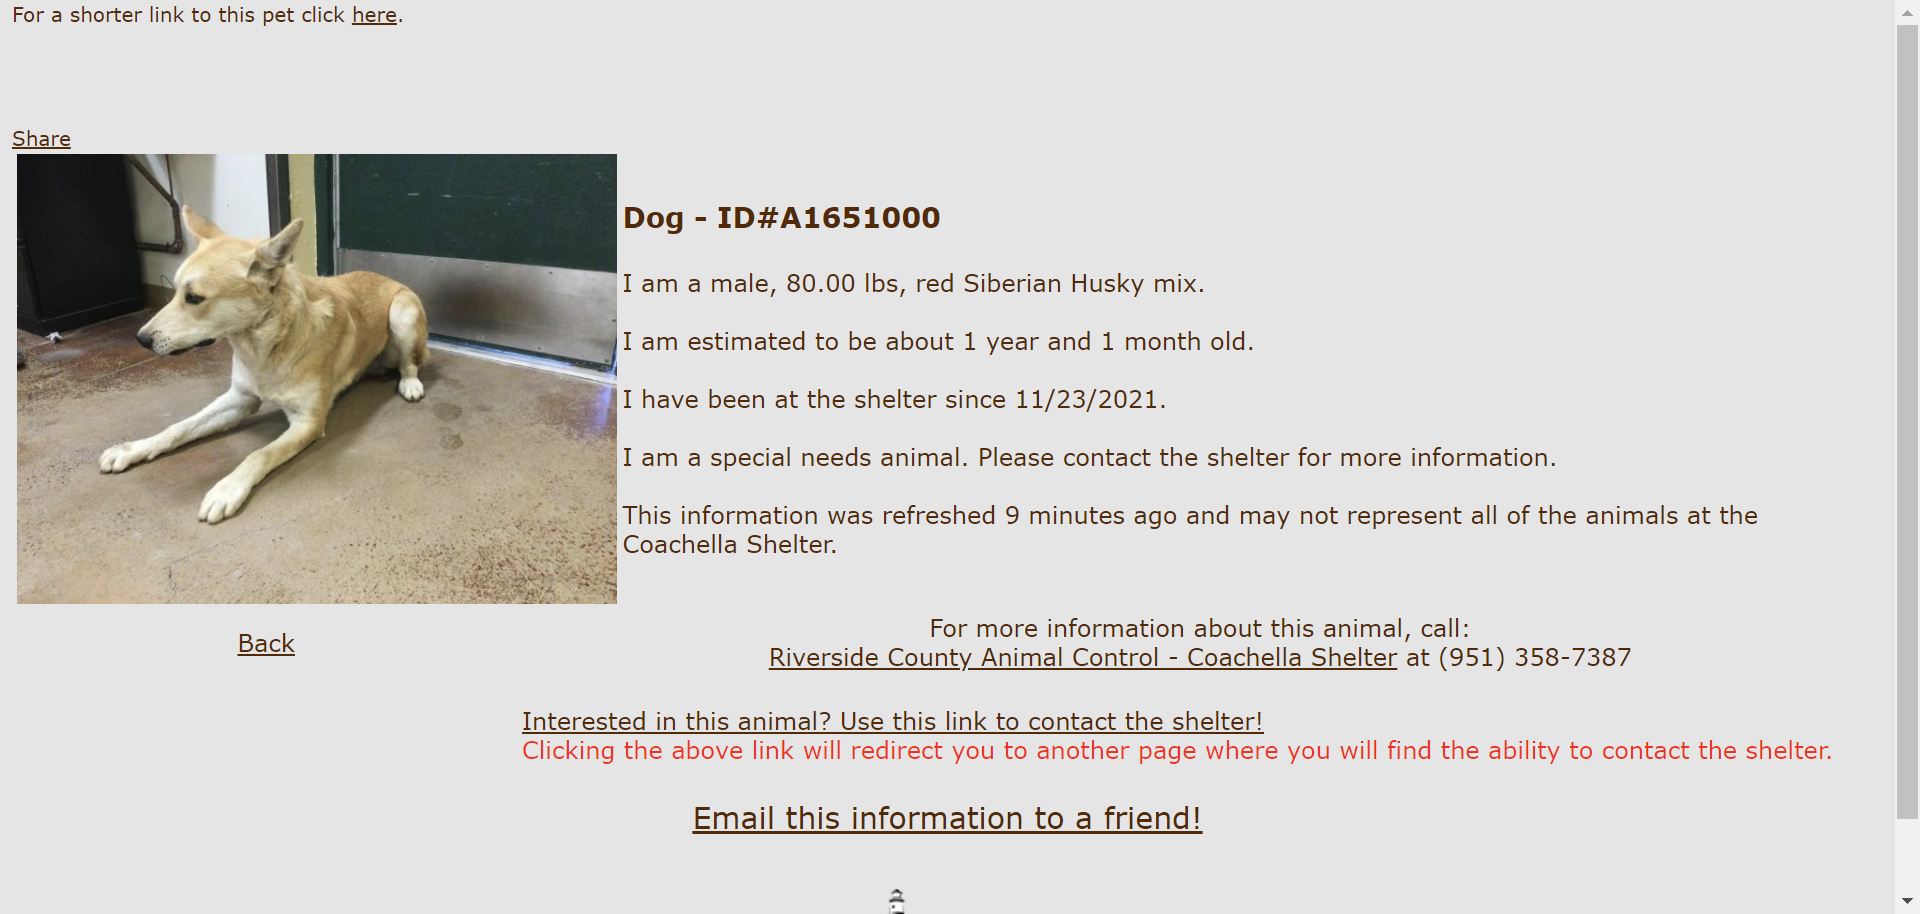 For a shorter link to this pet click here.
Share
Dog - ID#A1651000
I am a male, 80.00 lbs, red Siberian Husky mix.
I am estimated to be about 1 year and 1 month old.
I have been at the shelter since 11/23/2021.
I am a special needs animal. Please contact the shelter for more information.
This information was refreshed 9 minutes ago and may not represent all of the animals at the
Coachella Shelter.
Back
For more information about this animal, call:
Riverside County Animal Control - Coachella Shelter at (951) 358-7387
Interested in this animal? Use this link to contact the shelter!
Clicking the above link will redirect you to another page where you will find the ability to contact the shelter.
Email this information to a friend!